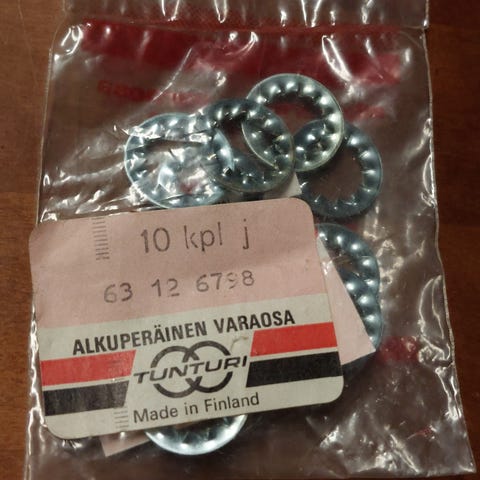 10 kpl j
63 12 6798
ALKUPERÄINEN VARAOSA
TUNTURI
Made in Finland